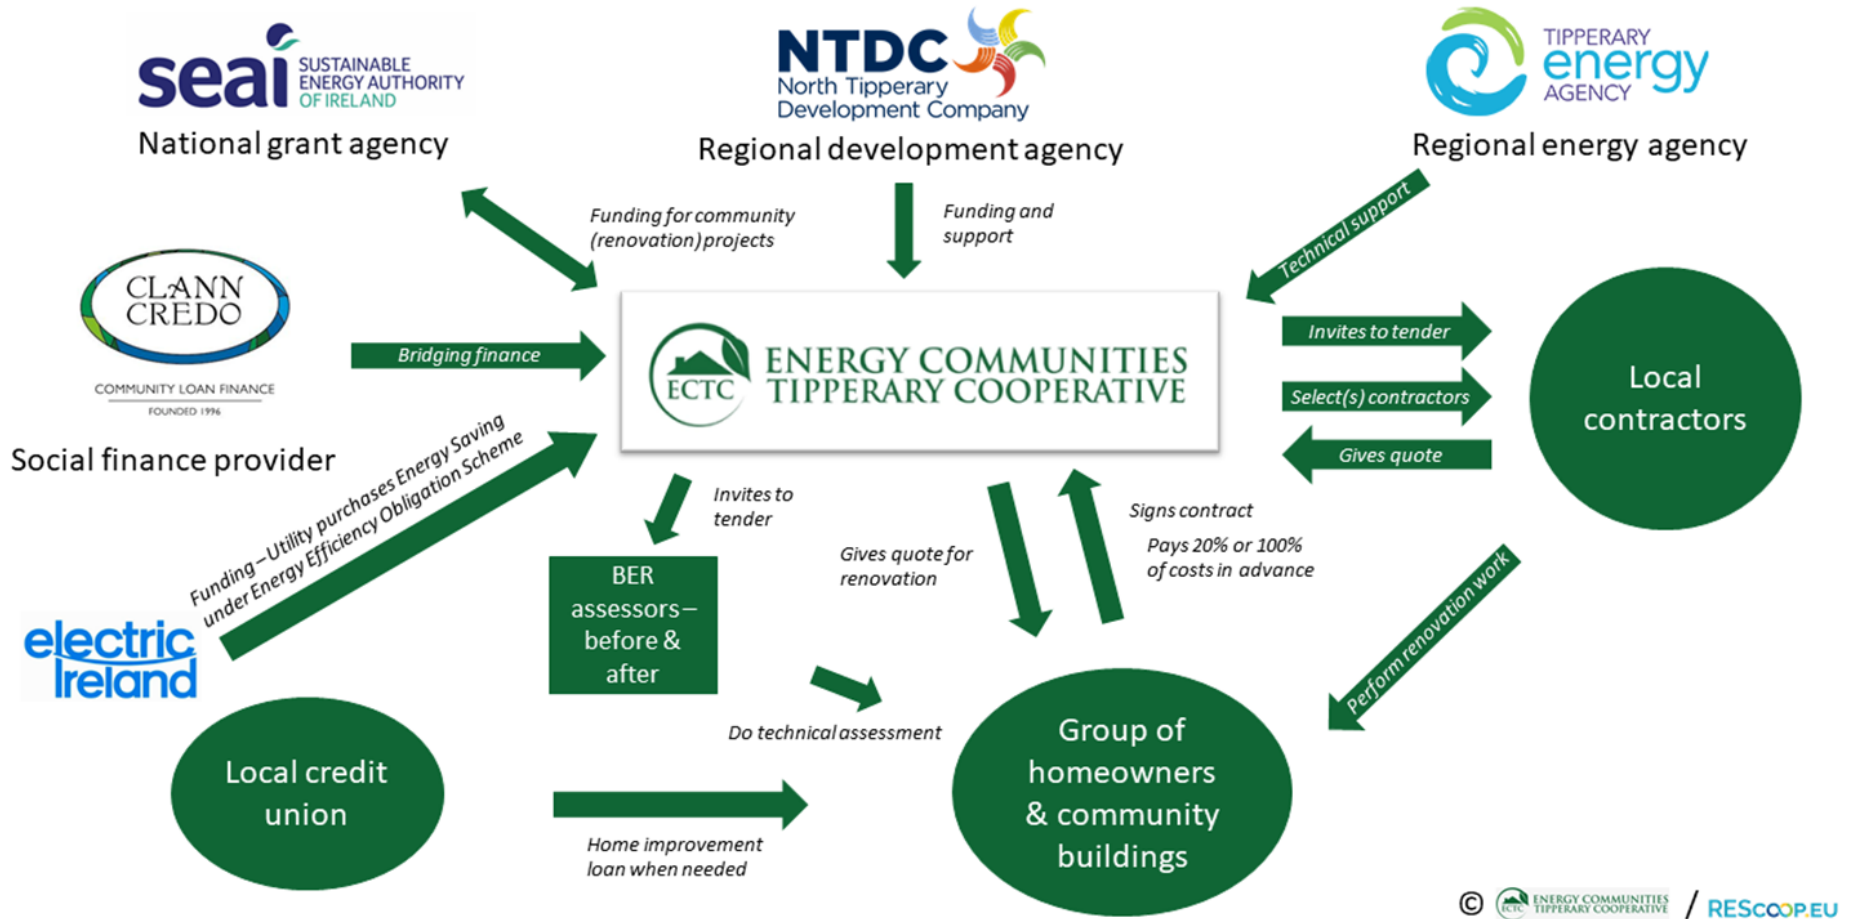 seai
SUSTAINABLE
ENERGY AUTHORITY
OF IRELAND
National grant agency
NTDC
North Tipperary
Development Company
Regional development agency
TIPPERARY
energy
AGENCY
Regional energy agency
Funding for community
(renovation) projects
Funding and
support
Technical support
CLANN
CREDO
COMMUNITY LOAN FINANCE
FOUNDED 1996
Social finance provider
Bridging finance
ECTC
ENERGY COMMUNITIES
TIPPERARY COOPERATIVE
Invites to tender
Select(s) contractors
Gives quote
Local
contractors
Funding – Utility purchases Energy Saving
under Energy Efficiency Obligation Scheme
electric
Ireland
Invites to
tender
BER
assessors –
before &
after
Gives quote for
renovation
Signs contract
Pays 20% or 100%
of costs in advance
Perform renovation work
Do technical assessment
Local credit
union
Home improvement
loan when needed
Group of
homeowners
& community
buildings
© ECTC ENERGY COMMUNITIES
TIPPERARY COOPERATIVE
/ REScoop.EU